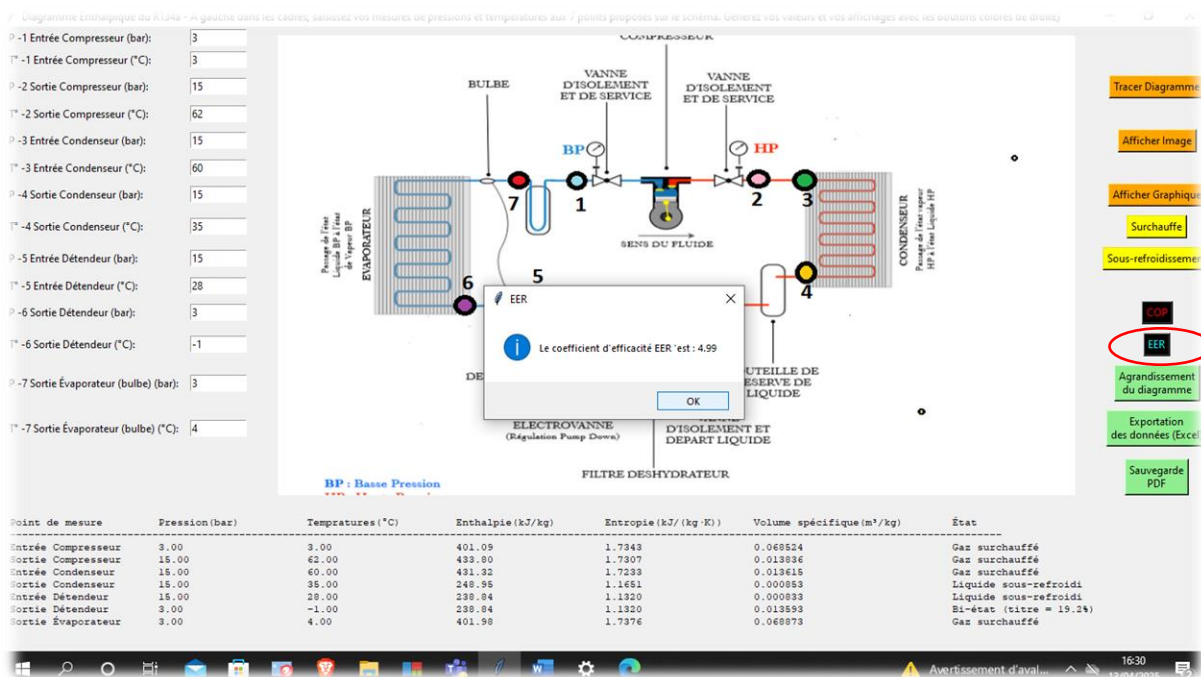 Diagramme Enthalpique du R134a - A gauche dans les cadres, saisissez vos mesures de pressions et températures aux 7 points proposés sur le schéma. Générez vos valeurs et vos affichages avec les boutons colorés de droite)
P -1 Entrée Compresseur (bar): 3
T° -1 Entrée Compresseur (°C): 3
P -2 Sortie Compresseur (bar): 15
T° -2 Sortie Compresseur (°C): 62
P -3 Entrée Condenseur (bar): 15
T° -3 Entrée Condenseur (°C): 60
P -4 Sortie Condenseur (bar): 15
T° -4 Sortie Condenseur (°C): 35
P -5 Entrée Détendeur (bar): 15
T° -5 Entrée Détendeur (°C): 28
P -6 Sortie Détendeur (bar): 3
T° -6 Sortie Détendeur (°C): -1
P -7 Sortie Évaporateur (bulbe) (bar): 3
T° -7 Sortie Évaporateur (bulbe) (°C): 4
COMPRESSEUR
BULBE
VANNE
D'ISOLEMENT
ET DE SERVICE
VANNE
D'ISOLEMENT
ET DE SERVICE
BP
HP
7
1
2
3
SENS DU FLUIDE
Passage de l'état
Liquide BP à l'état
de Vapeur BP
EVAPORATEUR
CONDENSEUR
Passage de l'état vapeur
HP à l'état Liquide HP
6
5
4
EER
Le coefficient d'efficacité EER 'est : 4.99
OK
DE
OUTEILLE DE
ESERVE DE
LIQUIDE
ELECTROVANNE
(Régulation Pump Down)
VANNE
D'ISOLEMENT ET
DEPART LIQUIDE
FILTRE DESHYDRATEUR
BP : Basse Pression
Tracer Diagramme
Afficher Image
Afficher Graphique
Surchauffe
Sous-refroidissemen
COP
EER
Agrandissement
du diagramme
Exportation
des données (Excel
Sauvegarde
PDF
Point de mesure Pression(bar) Tempratures(°C) Enthalpie(kJ/kg) Entropie(kJ/(kg·K)) Volume spécifique(m³/kg) État
Entrée Compresseur 3.00 3.00 401.09 1.7343 0.068524 Gaz surchauffé
Sortie Compresseur 15.00 62.00 433.80 1.7307 0.013836 Gaz surchauffé
Entrée Condenseur 15.00 60.00 431.32 1.7233 0.013615 Gaz surchauffé
Sortie Condenseur 15.00 35.00 248.95 1.1651 0.000853 Liquide sous-refroidi
Entrée Détendeur 15.00 28.00 238.84 1.1320 0.000833 Liquide sous-refroidi
Sortie Détendeur 3.00 -1.00 238.84 1.1320 0.013593 Bi-état (titre = 19.2%)
Sortie Évaporateur 3.00 4.00 401.98 1.7376 0.068873 Gaz surchauffé
Avertissement d'aval...
16:30
13/04/2025